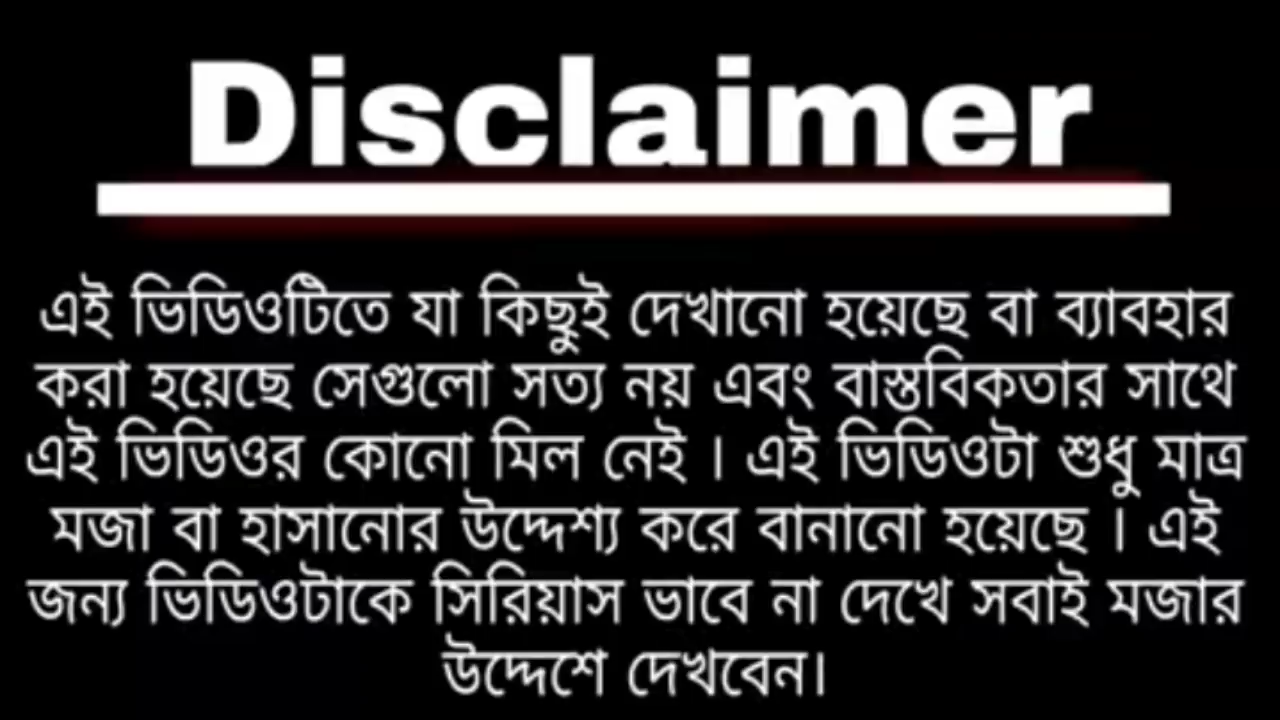 Disclaimer
এই ভিডিওটিতে যা কিছুই দেখানো হয়েছে বা ব্যাবহার
করা হয়েছে সেগুলো সত্য নয় এবং বাস্তবিকতার সাথে
এই ভিডিওর কোনো মিল নেই । এই ভিডিওটা শুধু মাত্র
মজা বা হাসানোর উদ্দেশ্য করে বানানো হয়েছে । এই
জন্য ভিডিওটাকে সিরিয়াস ভাবে না দেখে সবাই মজার
উদ্দেশে দেখবেন।